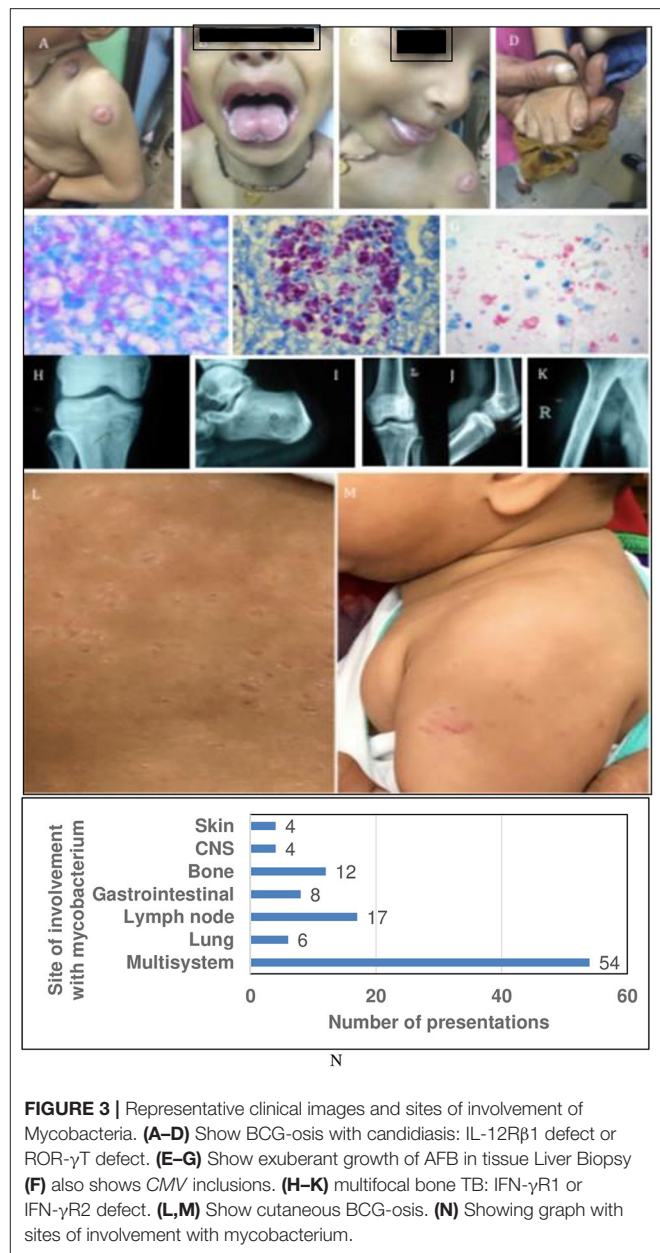 A
C
D
E
G
H
I
J
K
R
L
M
Site of involvement
with mycobacterium
Skin 4
CNS 4
Bone 12
Gastrointestinal 8
Lymph node 17
Lung 6
Multisystem 54
0 20 40 60
Number of presentations
N
FIGURE 3 | Representative clinical images and sites of involvement of
Mycobacteria. (A–D) Show BCG-osis with candidiasis: IL-12Rβ1 defect or
ROR-γT defect. (E–G) Show exuberant growth of AFB in tissue Liver Biopsy
(F) also shows CMV inclusions. (H–K) multifocal bone TB: IFN-γR1 or
IFN-γR2 defect. (L,M) Show cutaneous BCG-osis. (N) Showing graph with
sites of involvement with mycobacterium.